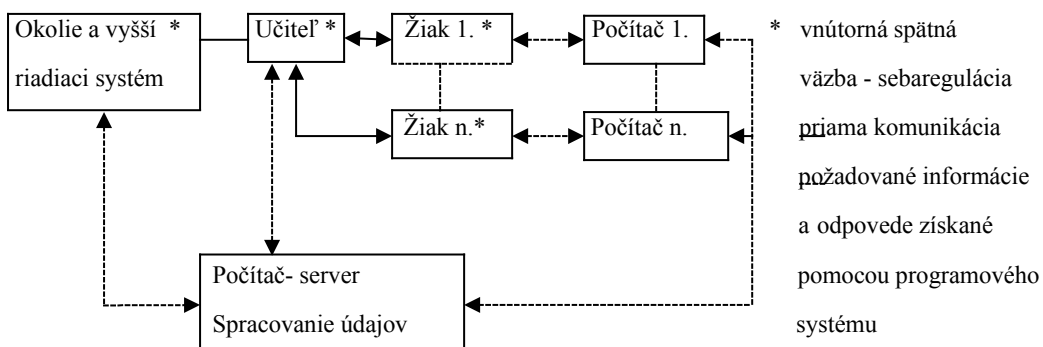 Okolie a vyšší *
riadiaci systém
Učiteľ *
Žiak 1. *
Počítač 1.
Žiak n.*
Počítač n.
Počítač- server
Spracovanie údajov
* vnútorná spätná
väzba - sebaregulácia
priama komunikácia
požadované informácie
a odpovede získané
pomocou programového
systému